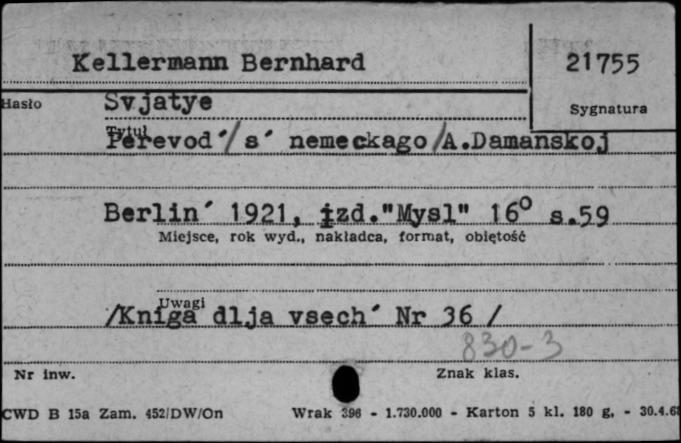 Kellermann Bernhard
21755
Hasło
Svjatye
Sygnatura
Tytuł
Perevod´/ s´ nemeckago/A.Damanskoj
Berlin´ 1921, izd."Mysl" 16° s.59
Miejsce, rok wyd., nakładca, format, objętość
Uwagi
/Kniga dlja vsech´ Nr 36 /
830-3
Nr inw.
Znak klas.
CWD B 15a Zam. 452/DW/On Wrak 396 - 1.730.000 - Karton 5 kl. 180 g. - 30.4.68